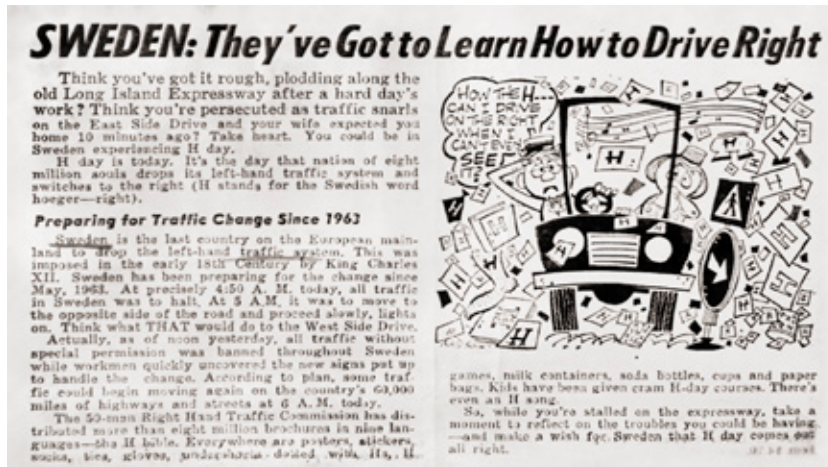 SWEDEN: They've Got to Learn How to Drive Right
Think you've got it rough, plodding along the
old Long Island Expressway after a hard day's
work? Think you're persecuted as traffic snarls
on the East Side Drive and your wife expected you
home 10 minutes ago? Take heart. You could be in
Sweden experiencing H day.
H day is today. It's the day that nation of eight
million souls drops its left-hand traffic system and
switches to the right (H stands for the Swedish word
hoeger—right).
Preparing for Traffic Change Since 1963
Sweden is the last country on the European main-
land to drop the left-hand traffic system. This was
imposed in the early 18th Century by King Charles
XII. Sweden has been preparing for the change since
May, 1963. At precisely 4:50 A. M. today, all traffic
in Sweden was to halt. At 5 A.M. it was to move to
the opposite side of the road and proceed slowly, lights
on. Think what THAT would do to the West Side Drive.
Actually, as of noon yesterday, all traffic without
special permission was banned throughout Sweden
while workmen quickly uncovered the new signs put up
to handle the change. According to plan, some traf-
fic could begin moving again on the country's 60,000
miles of highways and streets at 6 A. M. today.
The 50-man Right Hand Traffic Commission has dis-
tributed more than eight million brochures in nine lan-
guages—the H bible. Everywhere are posters, stickers,
socks, ties, gloves, underpants dotted with Hs, H
HOW THE H---
CAN I DRIVE
ON THE RIGHT
WHEN I
CAN'T EVEN
SEE
IT?
H
H
H
H
H
H
games, milk containers, soda bottles, cups and paper
bags. Kids have been given cram H-day courses. There's
even an H song.
So, while you're stalled on the expressway, take a
moment to reflect on the troubles you could be having
—and make a wish for Sweden that H day comes out
all right.